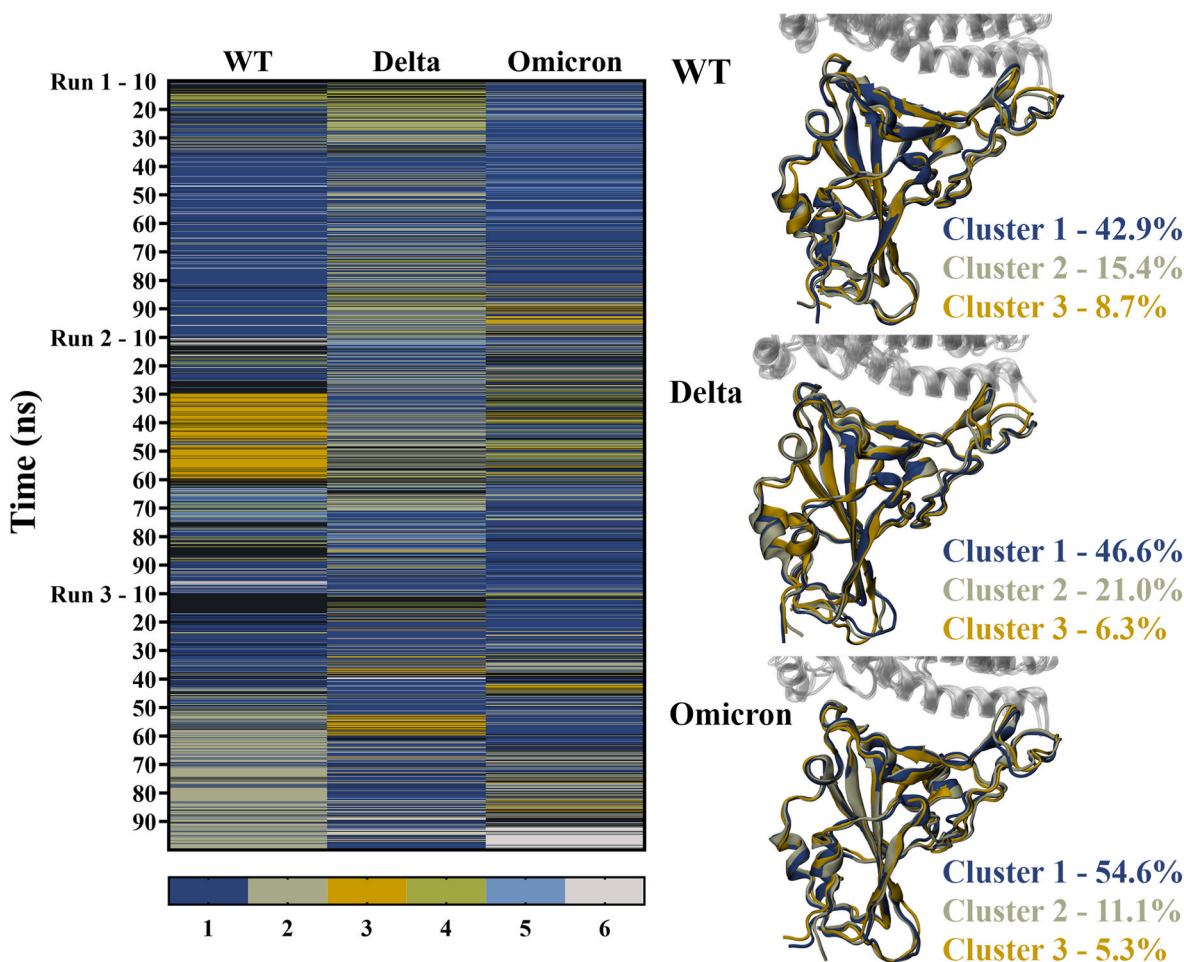 WT Delta Omicron
Time (ns)
Run 1 - 10
20
30
40
50
60
70
80
90
Run 2 - 10
20
30
40
50
60
70
80
90
Run 3 - 10
20
30
40
50
60
70
80
90
1 2 3 4 5 6
WT
Cluster 1 - 42.9%
Cluster 2 - 15.4%
Cluster 3 - 8.7%
Delta
Cluster 1 - 46.6%
Cluster 2 - 21.0%
Cluster 3 - 6.3%
Omicron
Cluster 1 - 54.6%
Cluster 2 - 11.1%
Cluster 3 - 5.3%